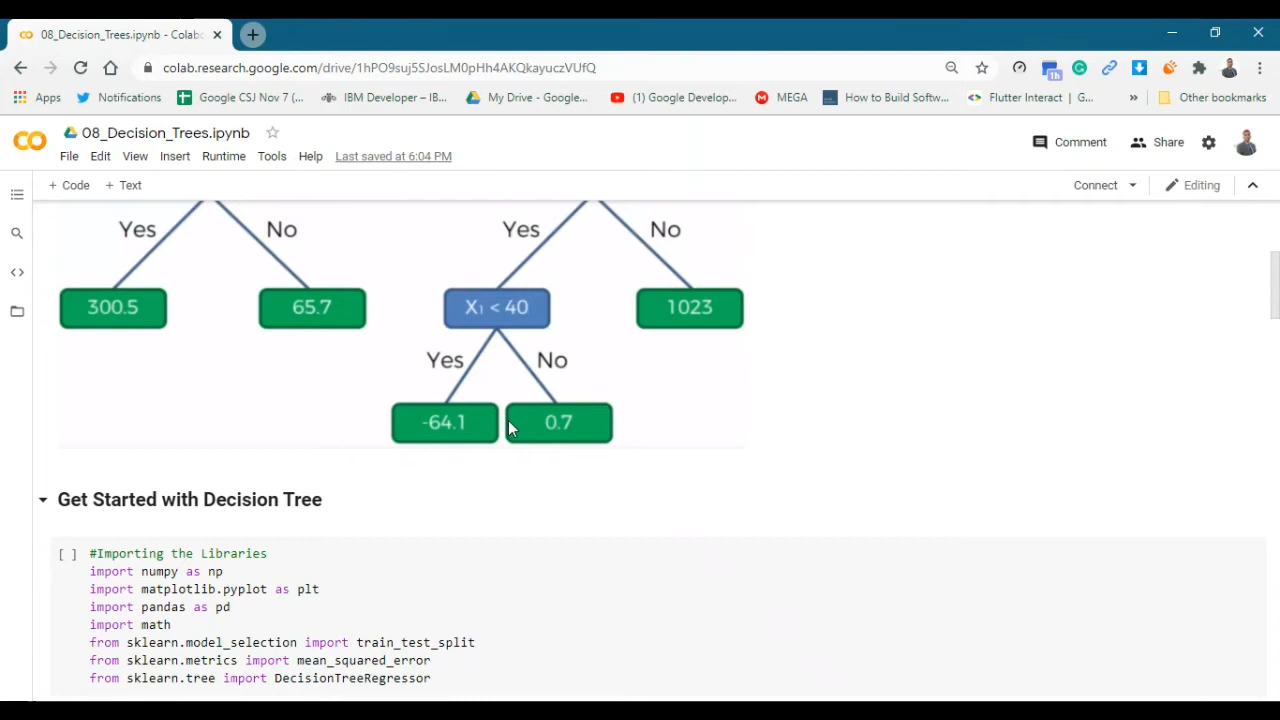 08_Decision_Trees.ipynb - Colabo
colab.research.google.com/drive/1hPO9suj5SJosLM0pHh4AKQkayuczVUfQ
1h
Apps
Notifications
Google CSJ Nov 7 (...
IBM Developer – IB...
My Drive - Google...
(1) Google Develop...
MEGA
How to Build Softw...
Flutter Interact | G...
Other bookmarks
08_Decision_Trees.ipynb
File Edit View Insert Runtime Tools Help Last saved at 6:04 PM
Comment
Share
+ Code + Text
Connect
Editing
Yes No Yes No
300.5 65.7 X₁ < 40 1023
Yes No
-64.1 0.7
Get Started with Decision Tree
[ ] #Importing the Libraries
import numpy as np
import matplotlib.pyplot as plt
import pandas as pd
import math
from sklearn.model_selection import train_test_split
from sklearn.metrics import mean_squared_error
from sklearn.tree import DecisionTreeRegressor